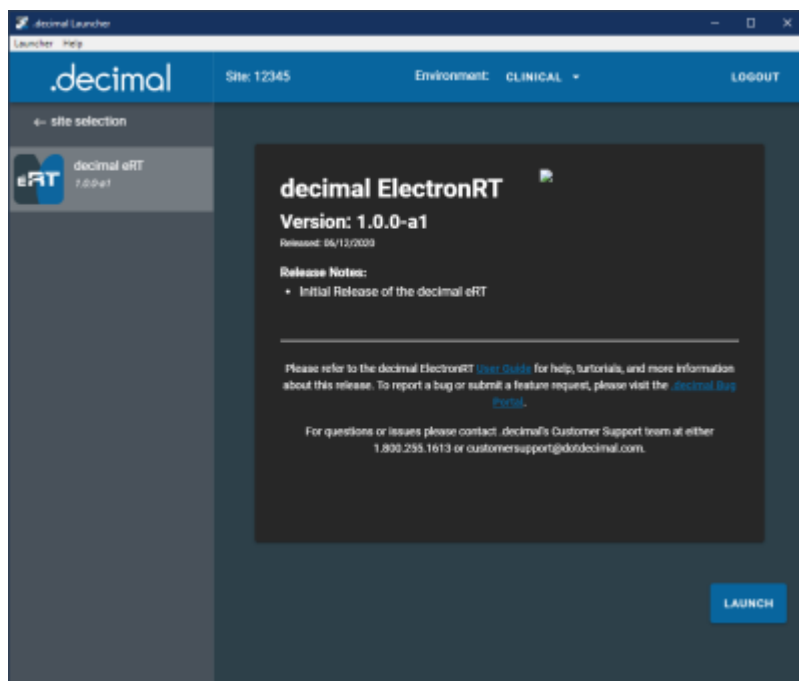 .decimal Launcher
Launcher Help
.decimal
Site: 12345
Environment: CLINICAL
LOGOUT
← site selection
eRT
decimal eRT
1.0.0-a1
decimal ElectronRT
Version: 1.0.0-a1
Released: 06/12/2020
Release Notes:
• Initial Release of the decimal eRT
Please refer to the decimal ElectronRT User Guide for help, turtorials, and more information
about this release. To report a bug or submit a feature request, please visit the .decimal Bug
Portal.
For questions or issues please contact .decimal's Customer Support team at either
1.800.255.1613 or customersupport@dotdecimal.com.
LAUNCH